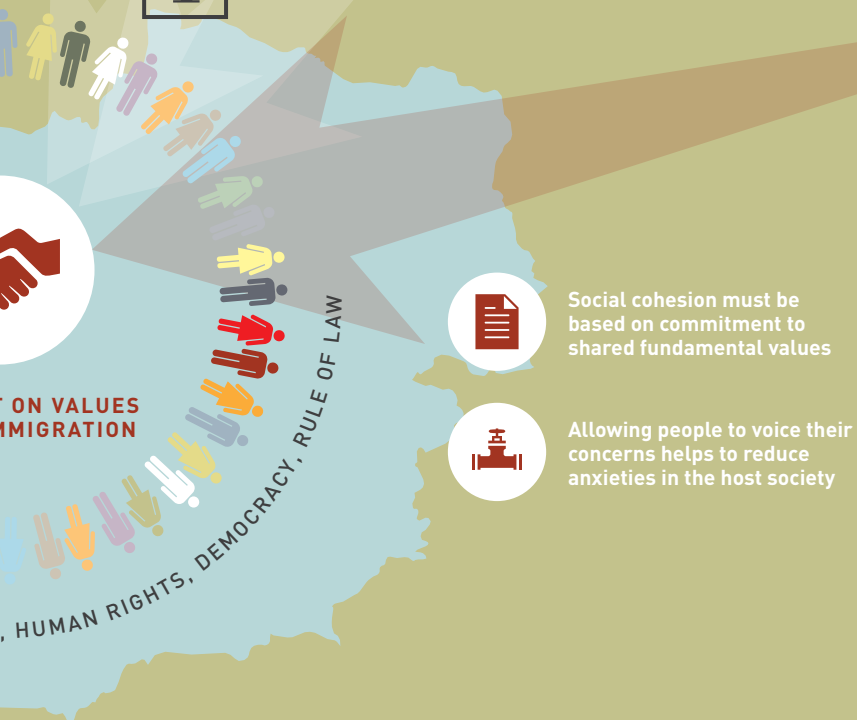 Social cohesion must be
based on commitment to
shared fundamental values
ON VALUES
Allowing people to voice their
concerns helps to reduce
anxieties in the host society
, HUMAN RIGHTS, DEMOCRACY, RULE OF LAW